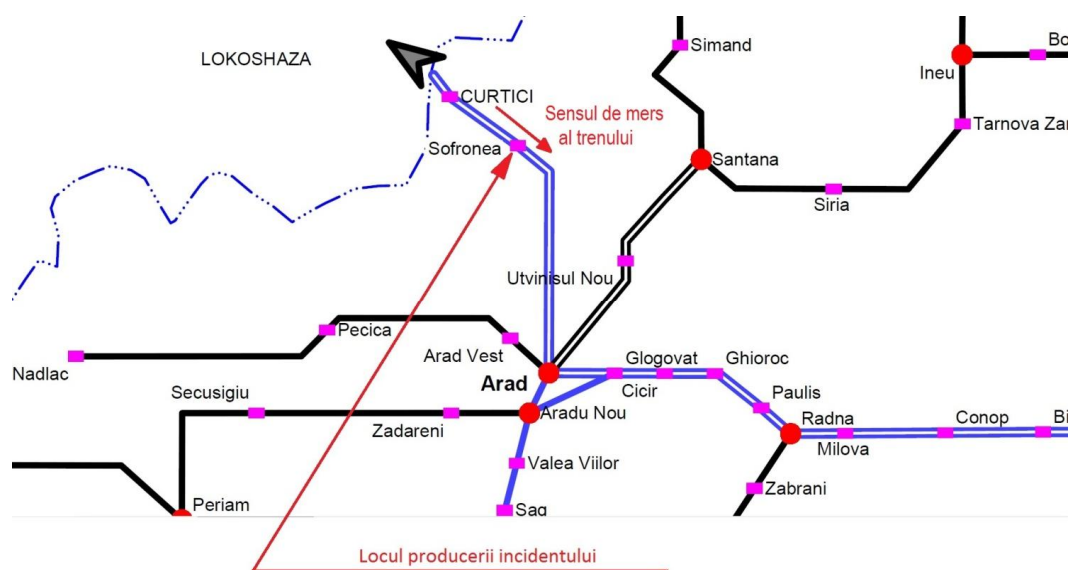 Simand
Bo
LOKOSHAZA
Ineu
CURTICI
Sensul de mers
al trenului
Tarnova Zar
Sofronea
Santana
Siria
Utvinisul Nou
Pecica
Arad Vest
Nadlac
Glogovat
Ghioroc
Arad
Cicir
Paulis
Secusigiu
Aradu Nou
Radna
Conop
Bi
Zadareni
Milova
Valea Viilor
Zabrani
Periam
Sag
Locul producerii incidentului